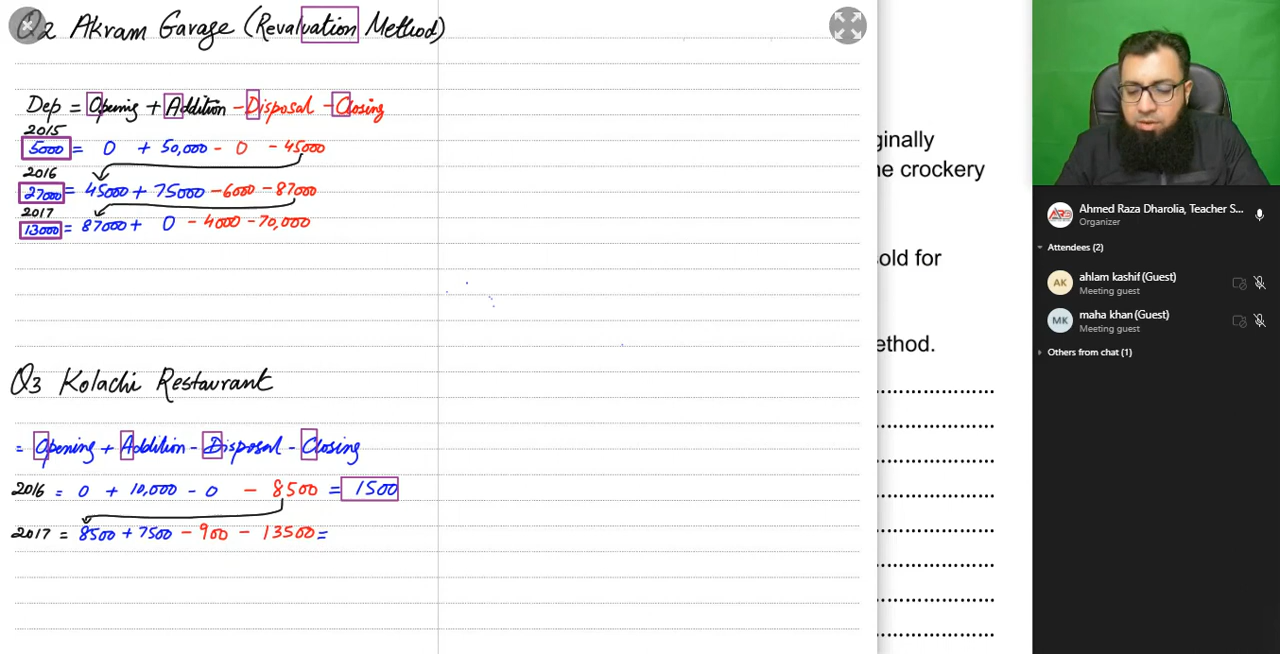 Q2 Akram Garage (Revaluation Method)
Dep = Opening + Addition - Disposal - Closing
2015
5000 = 0 + 50,000 - 0 - 45000
2016
27000 = 45000 + 75000 - 6000 - 87000
2017
13000 = 87000 + 0 - 4000 - 70,000
Q3 Kolachi Restaurant
= Opening + Addition - Disposal - Closing
2016 = 0 + 10,000 - 0 - 8500 = 1500
2017 = 8500 + 7500 - 900 - 13500 =
ginally
ne crockery
old for
ethod.
Ahmed Raza Dharolia, Teacher S...
Organizer
Attendees (2)
AK
ahlam kashif (Guest)
Meeting guest
MK
maha khan (Guest)
Meeting guest
Others from chat (1)